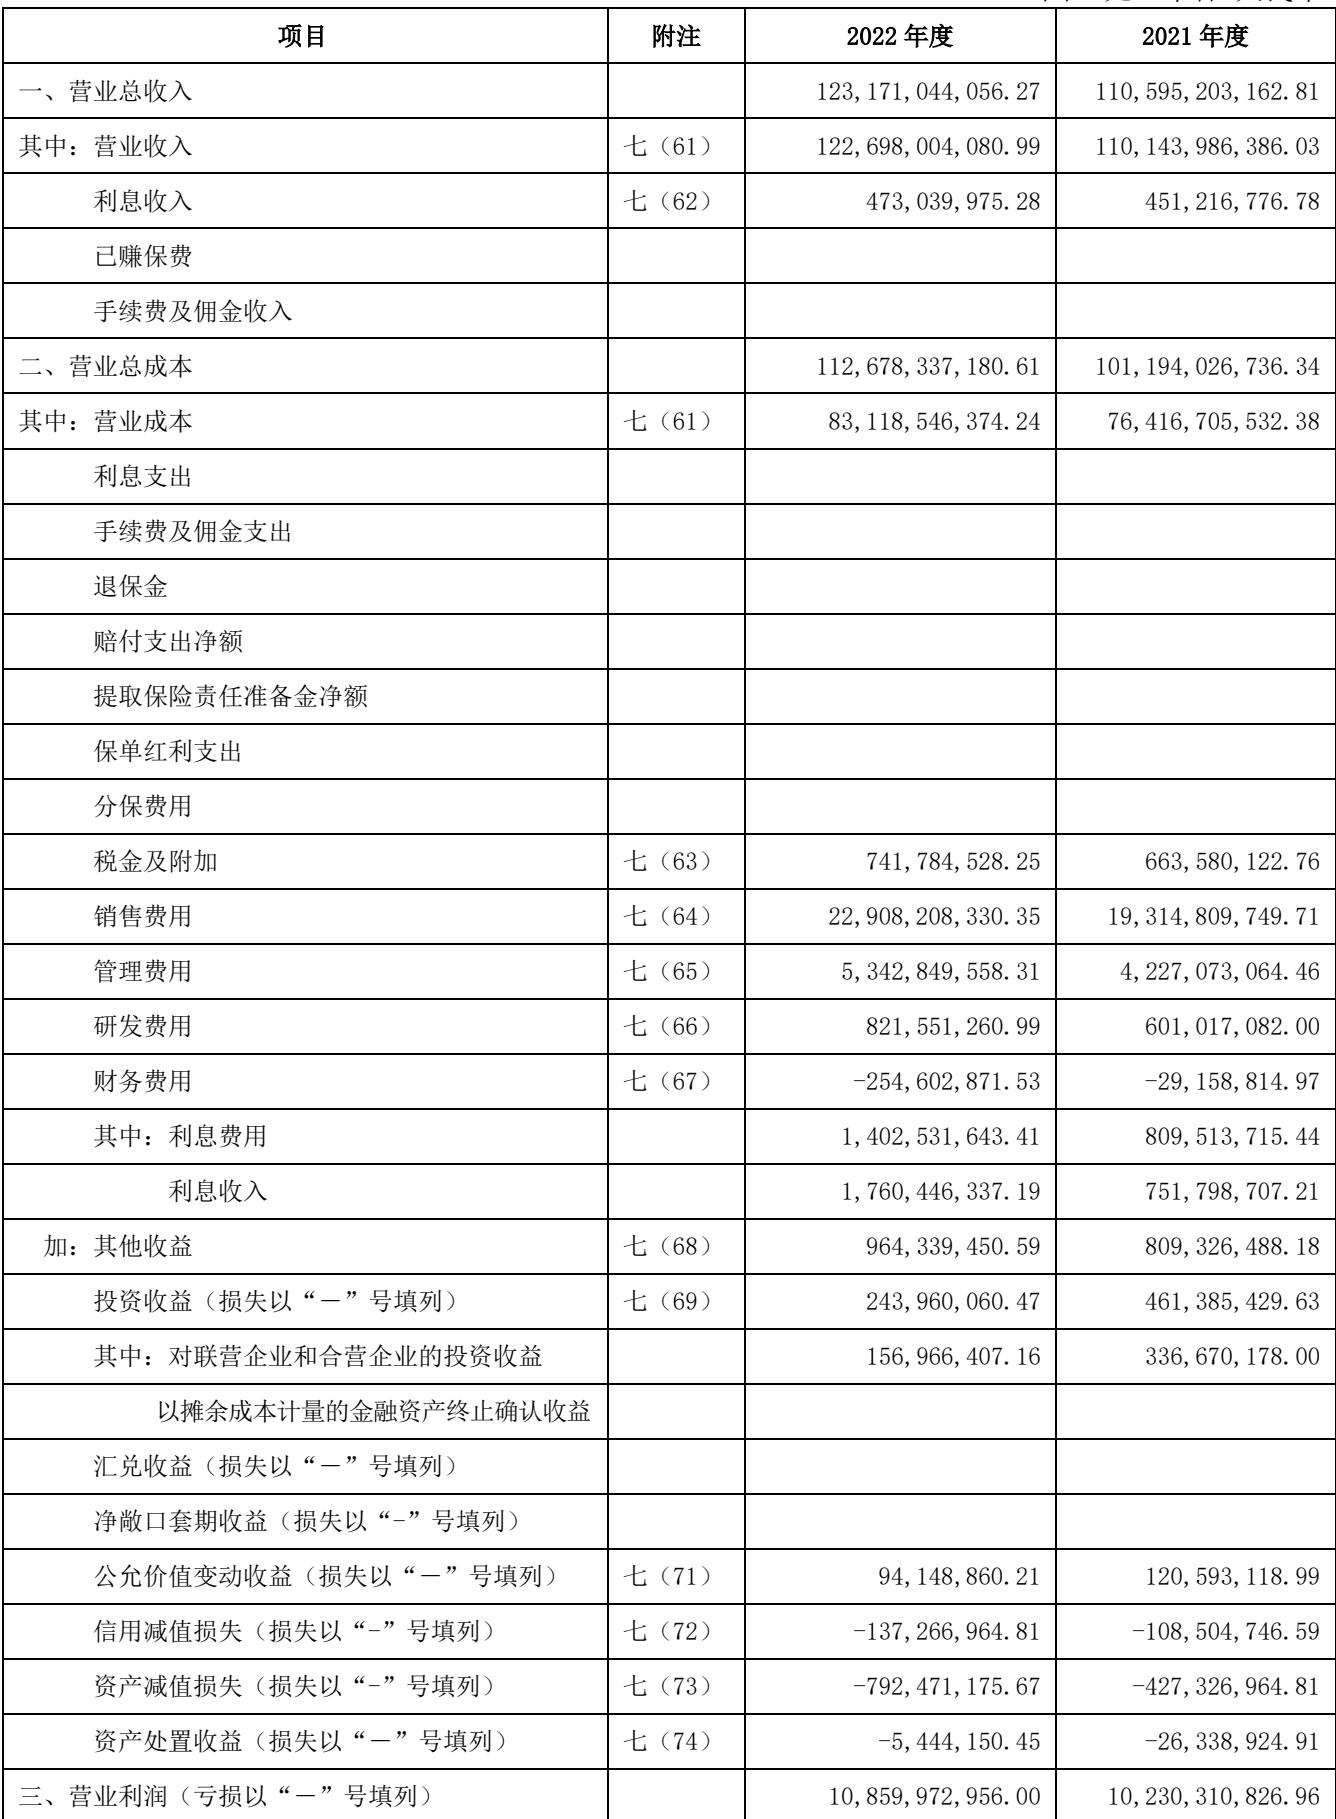 项目 附注 2022 年度 2021 年度
一、营业总收入 123,171,044,056.27 110,595,203,162.81
其中：营业收入 七（61） 122,698,004,080.99 110,143,986,386.03
利息收入 七（62） 473,039,975.28 451,216,776.78
已赚保费
手续费及佣金收入
二、营业总成本 112,678,337,180.61 101,194,026,736.34
其中：营业成本 七（61） 83,118,546,374.24 76,416,705,532.38
利息支出
手续费及佣金支出
退保金
赔付支出净额
提取保险责任准备金净额
保单红利支出
分保费用
税金及附加 七（63） 741,784,528.25 663,580,122.76
销售费用 七（64） 22,908,208,330.35 19,314,809,749.71
管理费用 七（65） 5,342,849,558.31 4,227,073,064.46
研发费用 七（66） 821,551,260.99 601,017,082.00
财务费用 七（67） -254,602,871.53 -29,158,814.97
其中：利息费用 1,402,531,643.41 809,513,715.44
利息收入 1,760,446,337.19 751,798,707.21
加：其他收益 七（68） 964,339,450.59 809,326,488.18
投资收益（损失以“－”号填列） 七（69） 243,960,060.47 461,385,429.63
其中：对联营企业和合营企业的投资收益 156,966,407.16 336,670,178.00
以摊余成本计量的金融资产终止确认收益
汇兑收益（损失以“－”号填列）
净敞口套期收益（损失以“-”号填列）
公允价值变动收益（损失以“－”号填列） 七（71） 94,148,860.21 120,593,118.99
信用减值损失（损失以“-”号填列） 七（72） -137,266,964.81 -108,504,746.59
资产减值损失（损失以“-”号填列） 七（73） -792,471,175.67 -427,326,964.81
资产处置收益（损失以“－”号填列） 七（74） -5,444,150.45 -26,338,924.91
三、营业利润（亏损以“－”号填列） 10,859,972,956.00 10,230,310,826.96